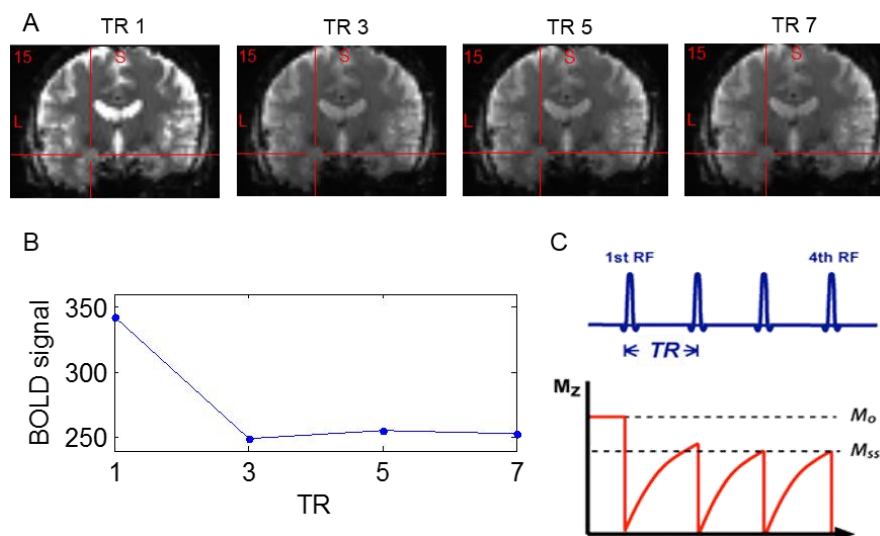 A
TR 1
TR 3
TR 5
TR 7
15
S
L
15
S
L
15
S
L
15
S
L
B
BOLD signal
350
300
250
1
3
5
7
TR
C
1st RF
4th RF
TR
Mz
Mo
Mss